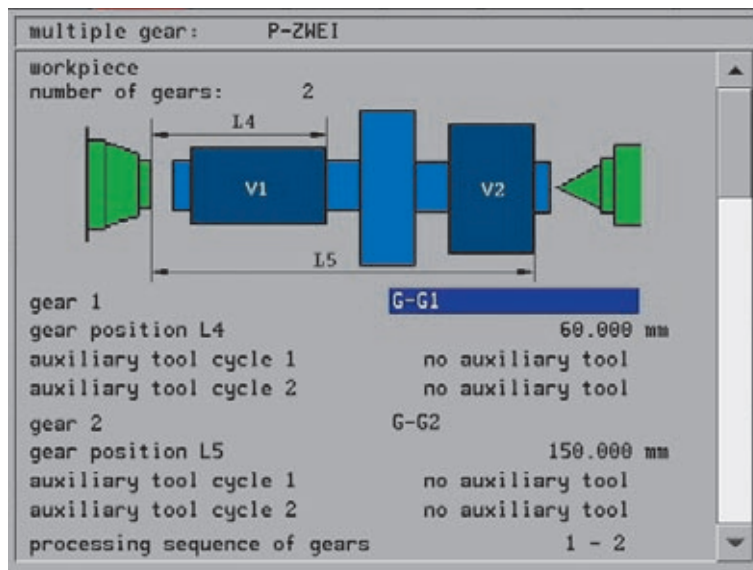 multiple gear: P-ZWEI
workpiece
number of gears: 2
L4
V1 V2
L5
gear 1 G-G1
gear position L4 60.000 mm
auxiliary tool cycle 1 no auxiliary tool
auxiliary tool cycle 2 no auxiliary tool
gear 2 G-G2
gear position L5 150.000 mm
auxiliary tool cycle 1 no auxiliary tool
auxiliary tool cycle 2 no auxiliary tool
processing sequence of gears 1 - 2